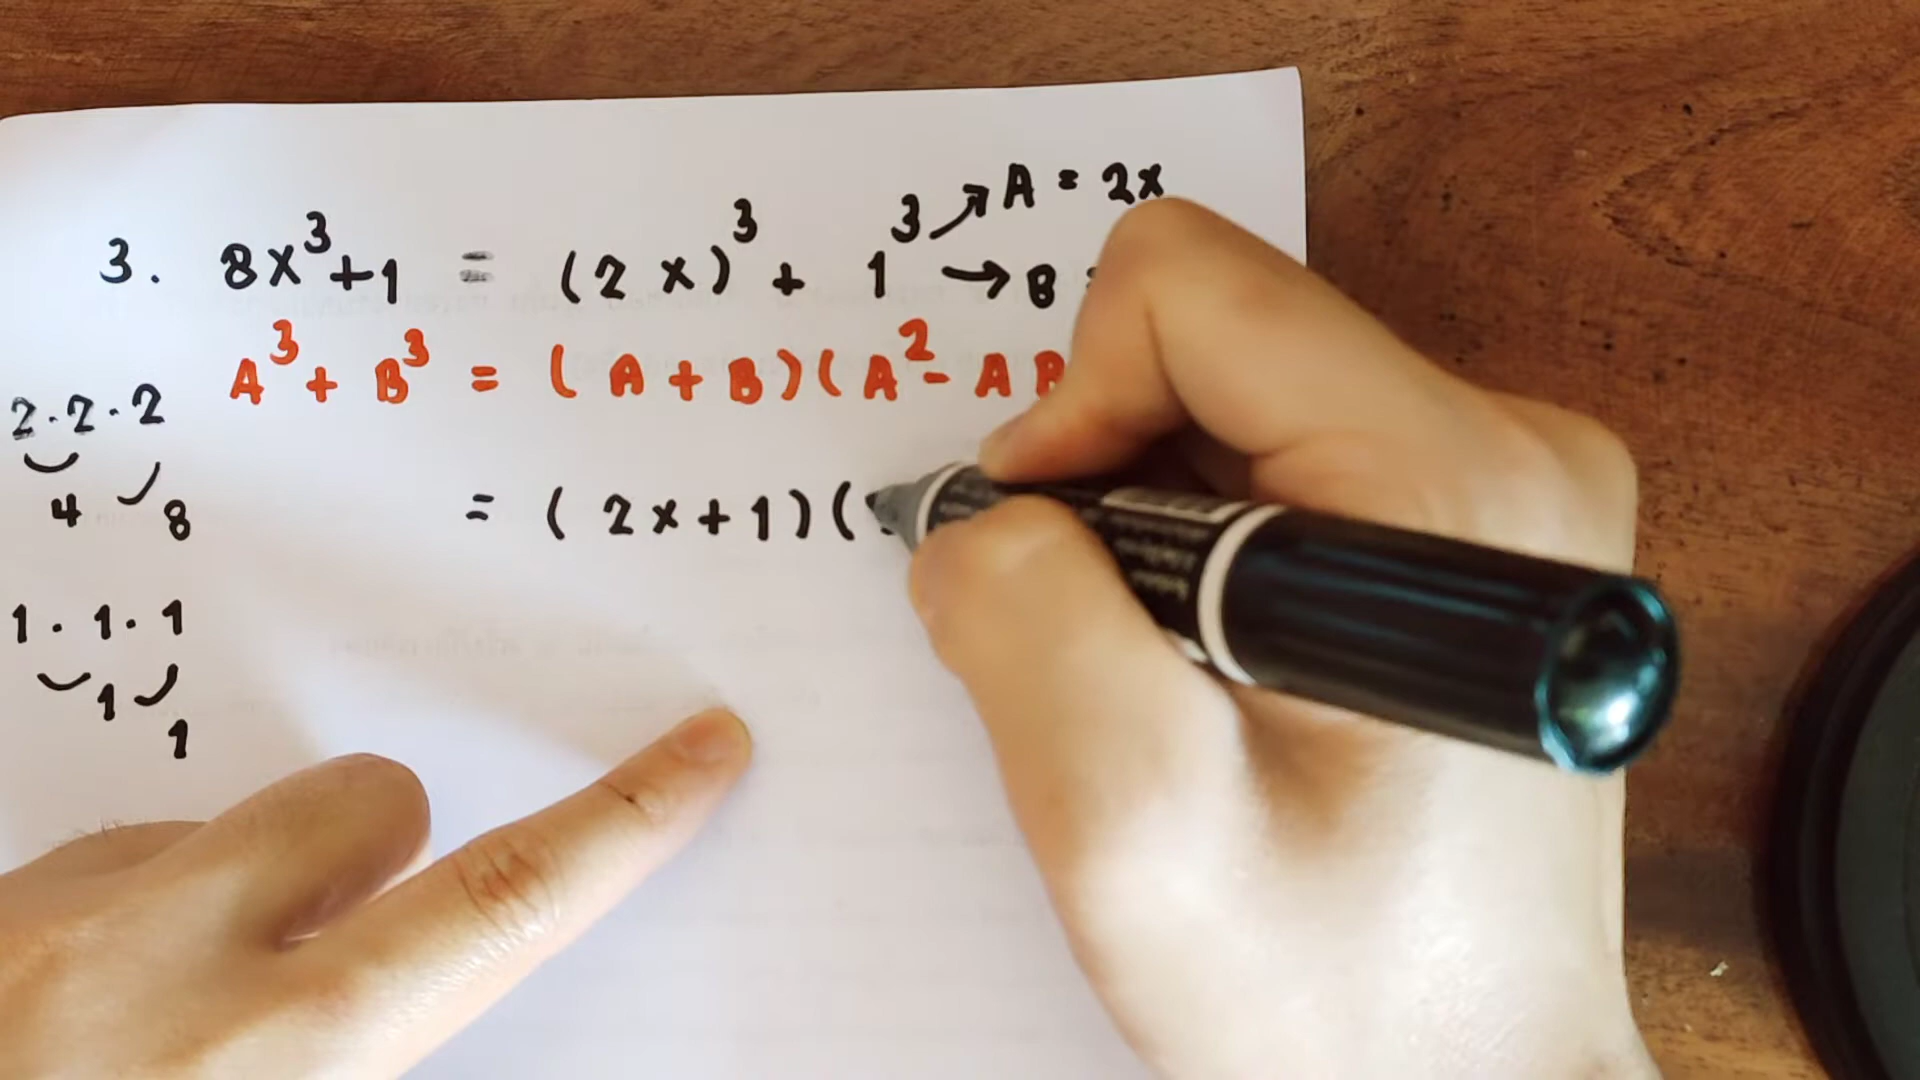 A = 2x
3. 8x³+1 = (2x)³ + 1³ → B
A³ + B³ = (A + B)(A² - AB
2 · 2 · 2
= (2x + 1)(
4
8
1 · 1 · 1
1
1